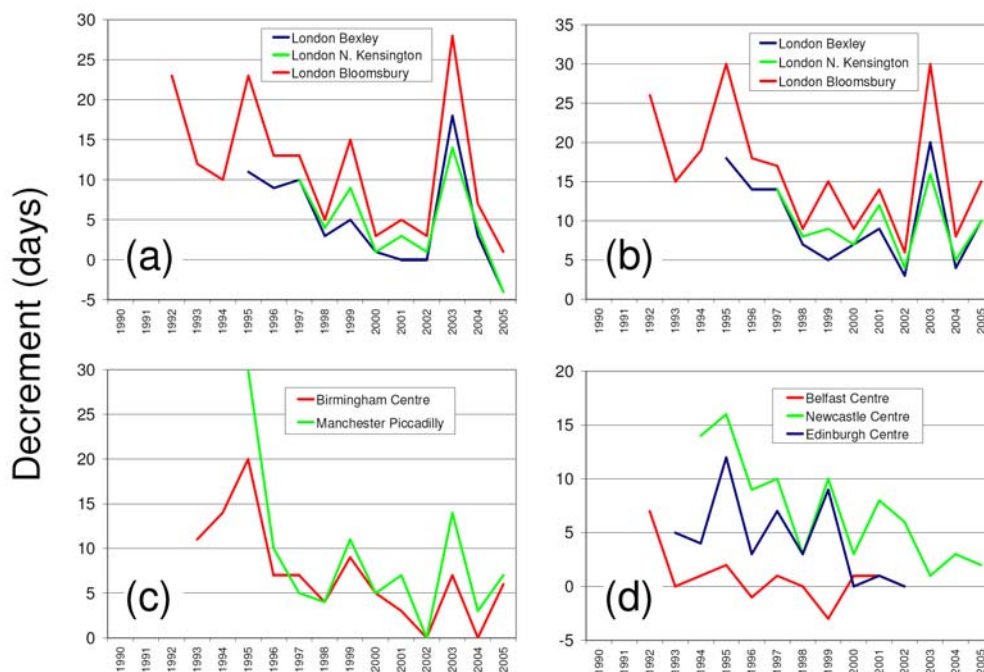 Decrement (days)
30
25
20
15
10
5
0
-5
London Bexley
London N. Kensington
London Bloomsbury
(a)
1990 1991 1992 1993 1994 1995 1996 1997 1998 1999 2000 2001 2002 2003 2004 2005
35
30
25
20
15
10
5
0
London Bexley
London N. Kensington
London Bloomsbury
(b)
1990 1991 1992 1993 1994 1995 1996 1997 1998 1999 2000 2001 2002 2003 2004 2005
30
25
20
15
10
5
0
Birmingham Centre
Manchester Piccadilly
(c)
1990 1991 1992 1993 1994 1995 1996 1997 1998 1999 2000 2001 2002 2003 2004 2005
20
15
10
5
0
-5
Belfast Centre
Newcastle Centre
Edinburgh Centre
(d)
1990 1991 1992 1993 1994 1995 1996 1997 1998 1999 2000 2001 2002 2003 2004 2005